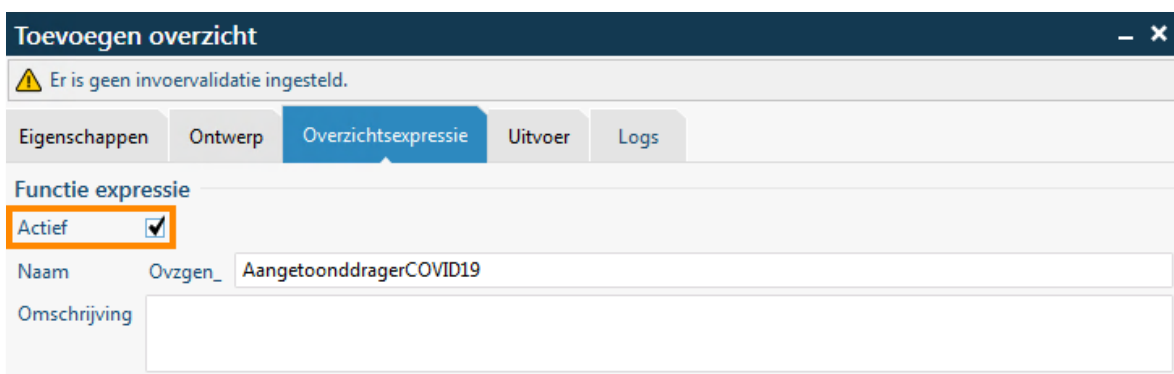 Toevoegen overzicht
Er is geen invoervalidatie ingesteld.
Eigenschappen Ontwerp Overzichtsexpressie Uitvoer Logs
Functie expressie
Actief
Naam Ovzgen_ AangetoonddragerCOVID19
Omschrijving